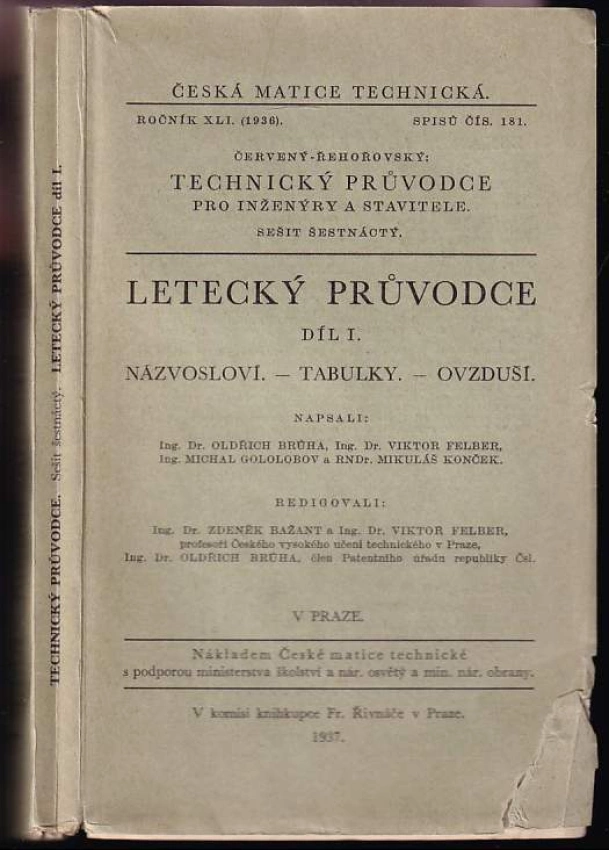 TECHNICKÝ PRŮVODCE. Sešit šestnáctý. LETECKÝ PRŮVODCE díl I.
ČESKÁ MATICE TECHNICKÁ.
ROČNÍK XLI. (1936). SPISŮ ČÍS. 181.
ČERVENÝ-ŘEHOŘOVSKÝ:
TECHNICKÝ PRŮVODCE
PRO INŽENÝRY A STAVITELE.
SEŠIT ŠESTNÁCTÝ.
LETECKÝ PRŮVODCE
DÍL I.
NÁZVOSLOVÍ. – TABULKY. – OVZDUŠÍ.
NAPSALI:
Ing. Dr. OLDŘICH BRŮHA, Ing. Dr. VIKTOR FELBER,
Ing. MICHAL GOLOLOBOV a RNDr. MIKULÁŠ KONČEK.
REDIGOVALI:
Ing. Dr. ZDENĚK BAŽANT a Ing. Dr. VIKTOR FELBER,
profesoři Českého vysokého učení technického v Praze,
Ing. Dr. OLDŘICH BRŮHA, člen Patentního úřadu republiky Čsl.
V PRAZE.
Nákladem České matice technické
s podporou ministerstva školství a nár. osvěty a min. nár. obrany.
V komisi knihkupce Fr. Řivnáče v Praze.
1937.